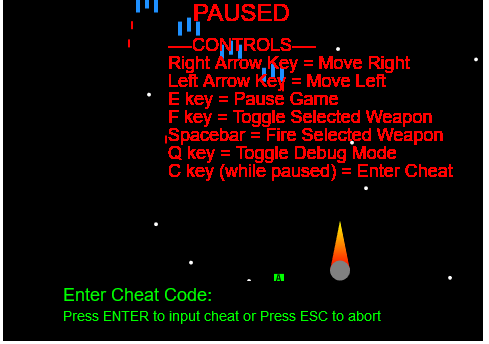 PAUSED
----CONTROLS----
Right Arrow Key = Move Right
Left Arrow Key = Move Left
E key = Pause Game
F key = Toggle Selected Weapon
Spacebar = Fire Selected Weapon
Q key = Toggle Debug Mode
C key (while paused) = Enter Cheat
A
Enter Cheat Code:
Press ENTER to input cheat or Press ESC to abort